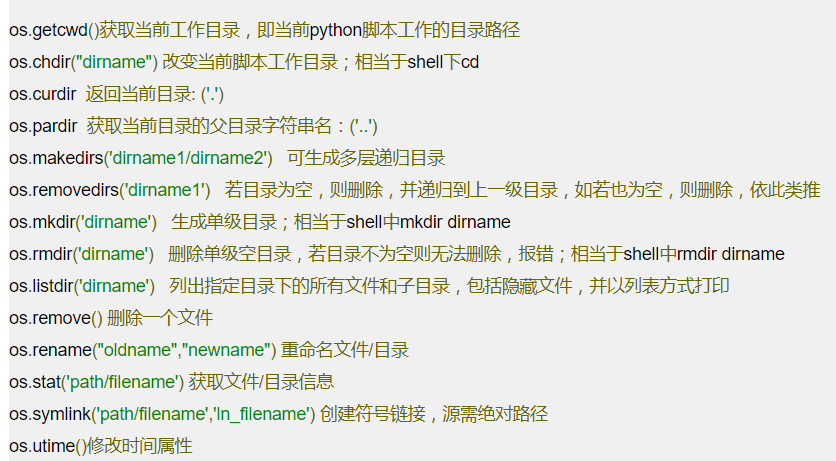 os.getcwd()获取当前工作目录，即当前python脚本工作的目录路径
os.chdir("dirname") 改变当前脚本工作目录；相当于shell下cd
os.curdir  返回当前目录: ('.')
os.pardir  获取当前目录的父目录字符串名：('..')
os.makedirs('dirname1/dirname2')   可生成多层递归目录
os.removedirs('dirname1')   若目录为空，则删除，并递归到上一级目录，如若也为空，则删除，依此类推
os.mkdir('dirname')   生成单级目录；相当于shell中mkdir dirname
os.rmdir('dirname')   删除单级空目录，若目录不为空则无法删除，报错；相当于shell中rmdir dirname
os.listdir('dirname')   列出指定目录下的所有文件和子目录，包括隐藏文件，并以列表方式打印
os.remove() 删除一个文件
os.rename("oldname","newname") 重命名文件/目录
os.stat('path/filename') 获取文件/目录信息
os.symlink('path/filename','ln_filename') 创建符号链接，源需绝对路径
os.utime()修改时间属性